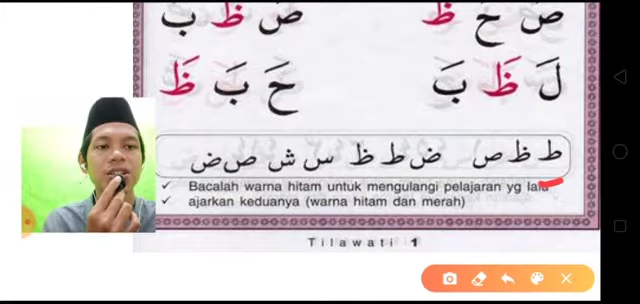 ض ظ ب
لَ ظَ بَ حَ بَ ظَ
ط ظ ص ض ط ظ س ش ص ض
✓ Bacalah warna hitam untuk mengulangi pelajaran yg lalu
✓ ajarkan keduanya (warna hitam dan merah)
Tilawati 1